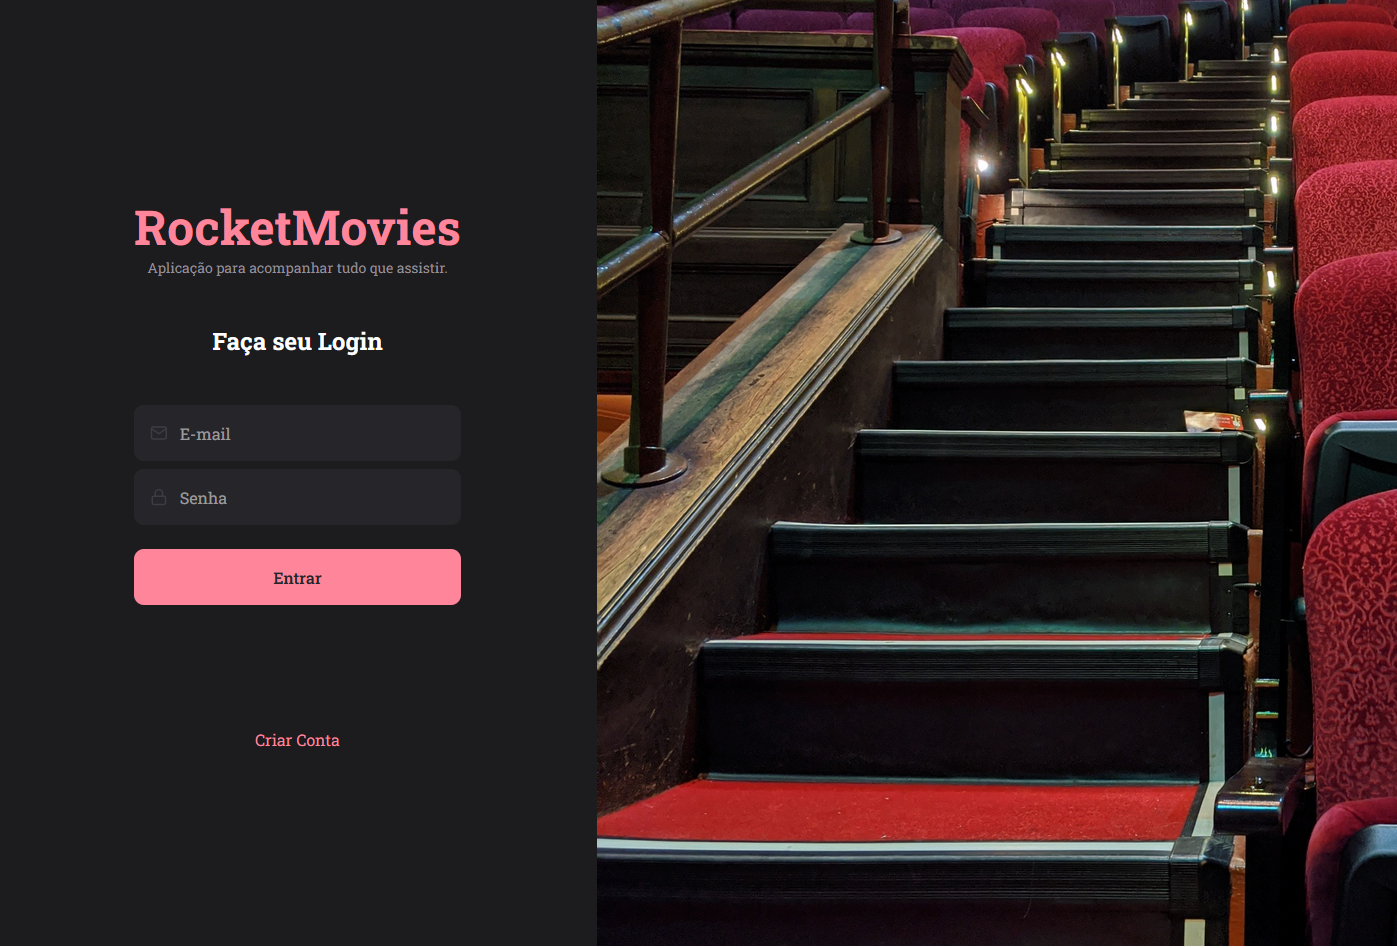 RocketMovies
Aplicação para acompanhar tudo que assistir.
Faça seu Login
E-mail
Senha
Entrar
Criar Conta